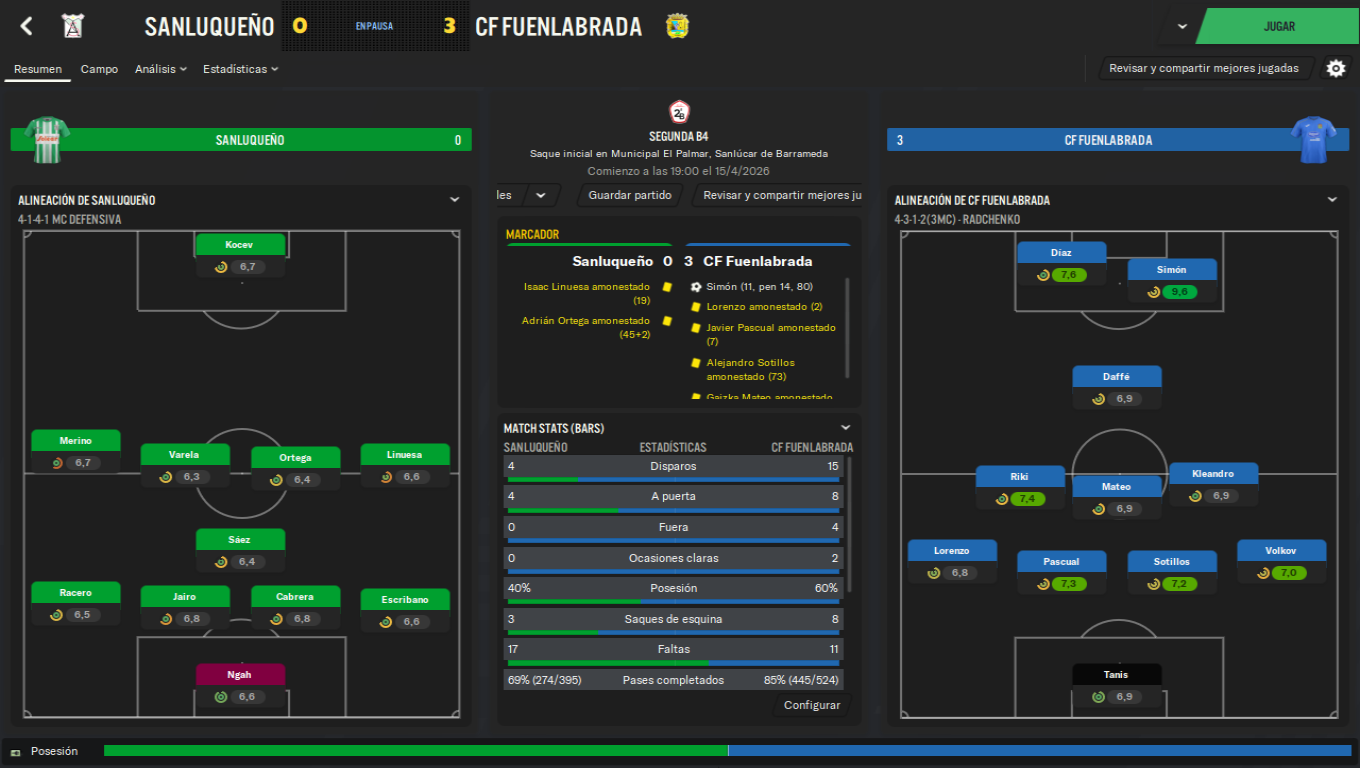 SANLUQUEÑO 0 EN PAUSA 3 CF FUENLABRADA
JUGAR
Resumen Campo Análisis Estadísticas
Revisar y compartir mejores jugadas
SANLUQUEÑO 0
2ªB
SEGUNDA B4
Saque inicial en Municipal El Palmar, Sanlúcar de Barrameda
Comienzo a las 19:00 el 15/4/2026
les Guardar partido Revisar y compartir mejores ju
3 CF FUENLABRADA
ALINEACIÓN DE SANLUQUEÑO
4-1-4-1 MC DEFENSIVA
Kocev
6,7
Merino
6,7
Varela
6,3
Ortega
6,4
Linuesa
6,6
Sáez
6,4
Racero
6,5
Jairo
6,8
Cabrera
6,8
Escribano
6,6
Ngah
6,6
MARCADOR
Sanluqueño 0 3 CF Fuenlabrada
Isaac Linuesa amonestado
(19)
Adrián Ortega amonestado
(45+2)
Simón (11, pen 14, 80)
Lorenzo amonestado (2)
Javier Pascual amonestado
(7)
Alejandro Sotillos
amonestado (73)
Gaizka Mateo amonestado
MATCH STATS (BARS)
SANLUQUEÑO ESTADÍSTICAS CF FUENLABRADA
4 Disparos 15
4 A puerta 8
0 Fuera 4
0 Ocasiones claras 2
40% Posesión 60%
3 Saques de esquina 8
17 Faltas 11
69% (274/395) Pases completados 85% (445/524)
Configurar
ALINEACIÓN DE CF FUENLABRADA
4-3-1-2 (3MC) - RADCHENKO
Díaz
7,6
Simón
9,6
Daffé
6,9
Riki
7,4
Mateo
6,9
Kleandro
6,9
Lorenzo
6,8
Pascual
7,3
Sotillos
7,2
Volkov
7,0
Tanis
6,9
Posesión